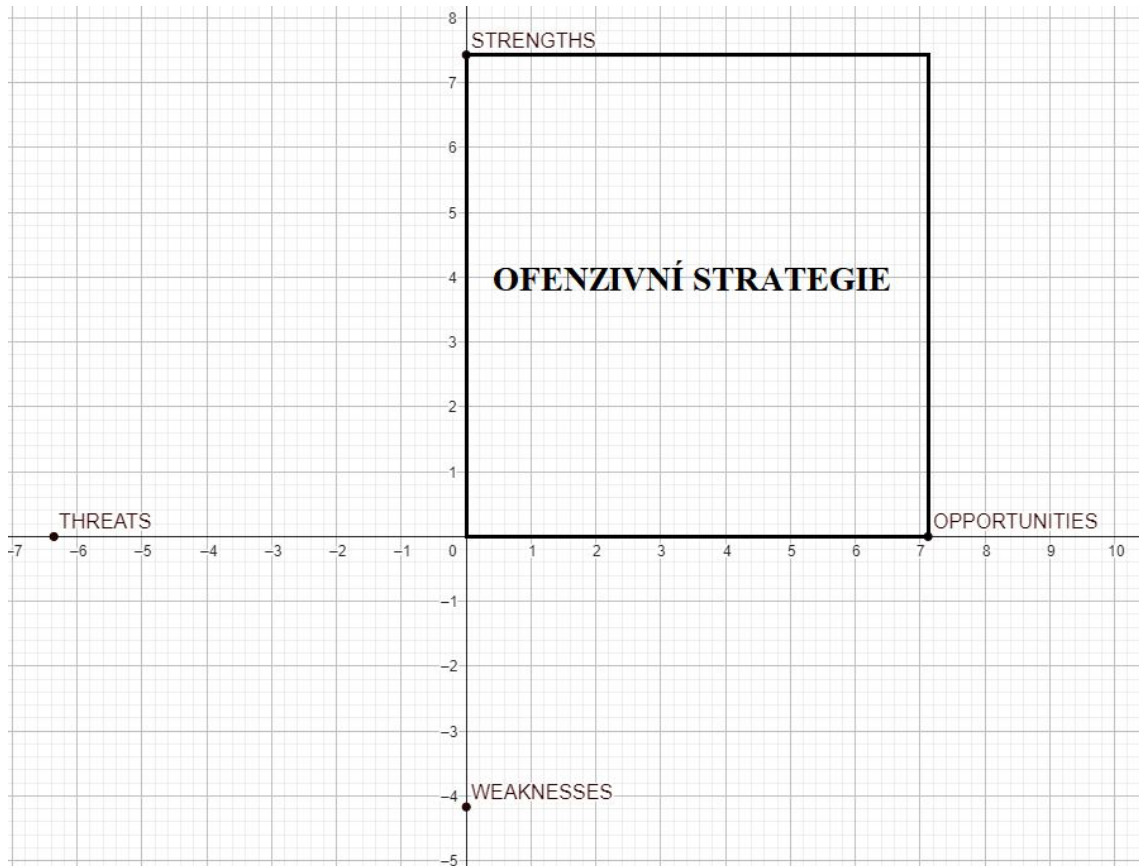 8
STRENGTHS
7
6
5
4
OFENZIVNÍ STRATEGIE
3
2
1
THREATS
OPPORTUNITIES
–7 –6 –5 –4 –3 –2 –1 0 1 2 3 4 5 6 7 8 9 10
–1
–2
–3
–4
WEAKNESSES
–5